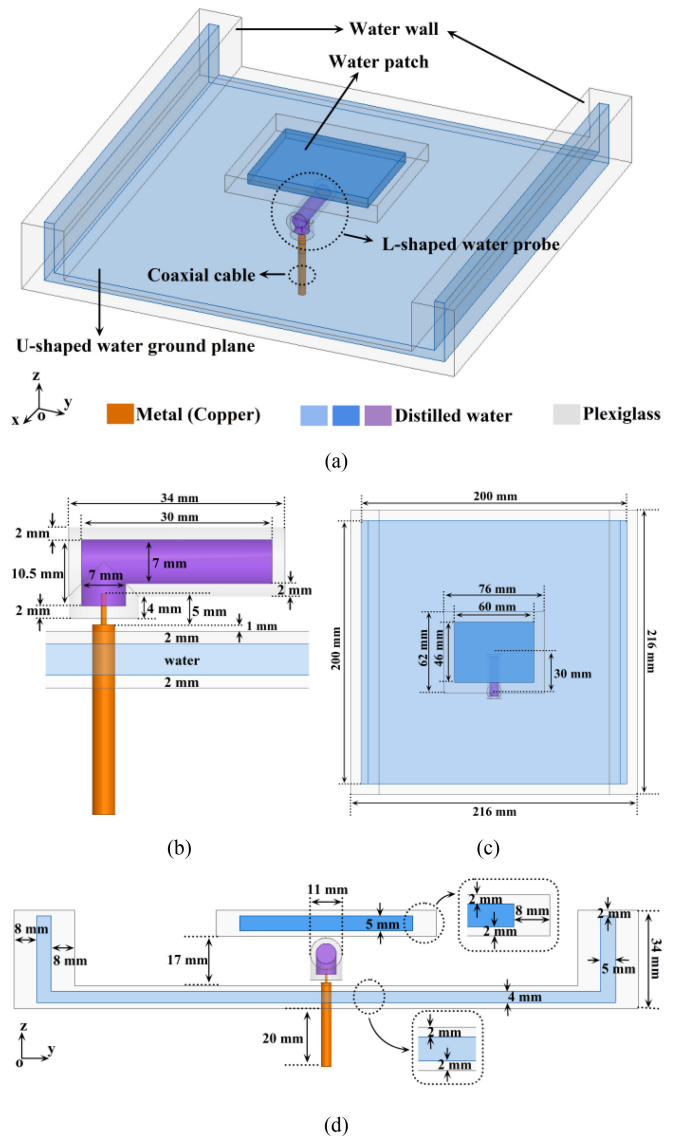 Water wall
Water patch
L-shaped water probe
Coaxial cable
U-shaped water ground plane
z
y
x
o
Metal (Copper)
Distilled water
Plexiglass
(a)
34 mm
30 mm
2 mm
7 mm
10.5 mm
7 mm
2 mm
4 mm
5 mm
2 mm
1 mm
2 mm
water
2 mm
(b)
200 mm
76 mm
60 mm
200 mm
62 mm
46 mm
30 mm
216 mm
216 mm
(c)
11 mm
2 mm
8 mm
2 mm
5 mm
8 mm
8 mm
17 mm
2 mm
34 mm
5 mm
4 mm
20 mm
2 mm
2 mm
z
o
y
(d)